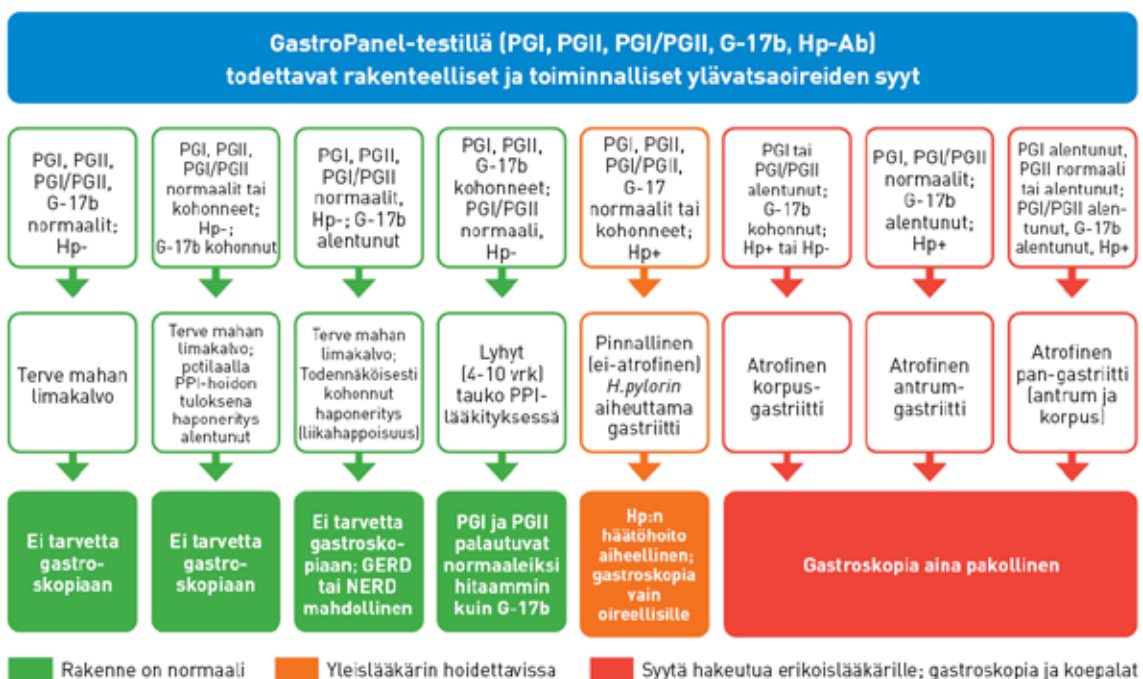 GastroPanel-testillä (PGI, PGII, PGI/PGII, G-17b, Hp-Ab)
todettavat rakenteelliset ja toiminnalliset ylävatsaoireiden syyt
PGI, PGII,
PGI/PGII,
G-17b
normaalit;
Hp-
PGI, PGII,
PGI/PGII
normaalit tai
kohonneet;
Hp-;
G-17b kohonnut
PGI, PGII,
PGI/PGII
normaalit,
Hp-; G-17b
alentunut
PGI, PGII,
G-17b
kohonneet;
PGI/PGII
normaali,
Hp-
PGI, PGII,
PGI/PGII,
G-17
normaalit tai
kohonneet;
Hp+
PGI tai
PGI/PGII
alentunut;
G-17b
kohonnut;
Hp+ tai Hp-
PGI, PGI/PGII
normaalit;
G-17b
alentunut;
Hp+
PGI alentunut,
PGII normaali
tai alentunut;
PGI/PGII alen-
tunut, G-17b
alentunut, Hp+
Terve mahan
limakalvo
Terve mahan
limakalvo;
potilaalla
PPI-hoidon
tuloksena
haponeritys
alentunut
Terve mahan
limakalvo;
Todennäköisesti
kohonnut
haponeritys
(liikahappoisuus)
Lyhyt
(4-10 vrk)
tauko PPI-
lääkityksessä
Pinnallinen
(ei-atrofinen)
H.pylorin
aiheuttama
gastriitti
Atrofinen
korpus-
gastriitti
Atrofinen
antrum-
gastriitti
Atrofinen
pan-gastriitti
(antrum ja
korpus)
Ei tarvetta
gastro-
skopiaan
Ei tarvetta
gastro-
skopiaan
Ei tarvetta
gastrosko-
piaan; GERD
tai NERD
mahdollinen
PGI ja PGII
palautuvat
normaaleiksi
hitaammin
kuin G-17b
Hp:n
häätöhoito
aiheellinen;
gastroskopia
vain
oireellisille
Gastroskopia aina pakollinen
Rakenne on normaali
Yleislääkärin hoidettavissa
Syytä hakeutua erikoislääkärille; gastroskopia ja koepalat